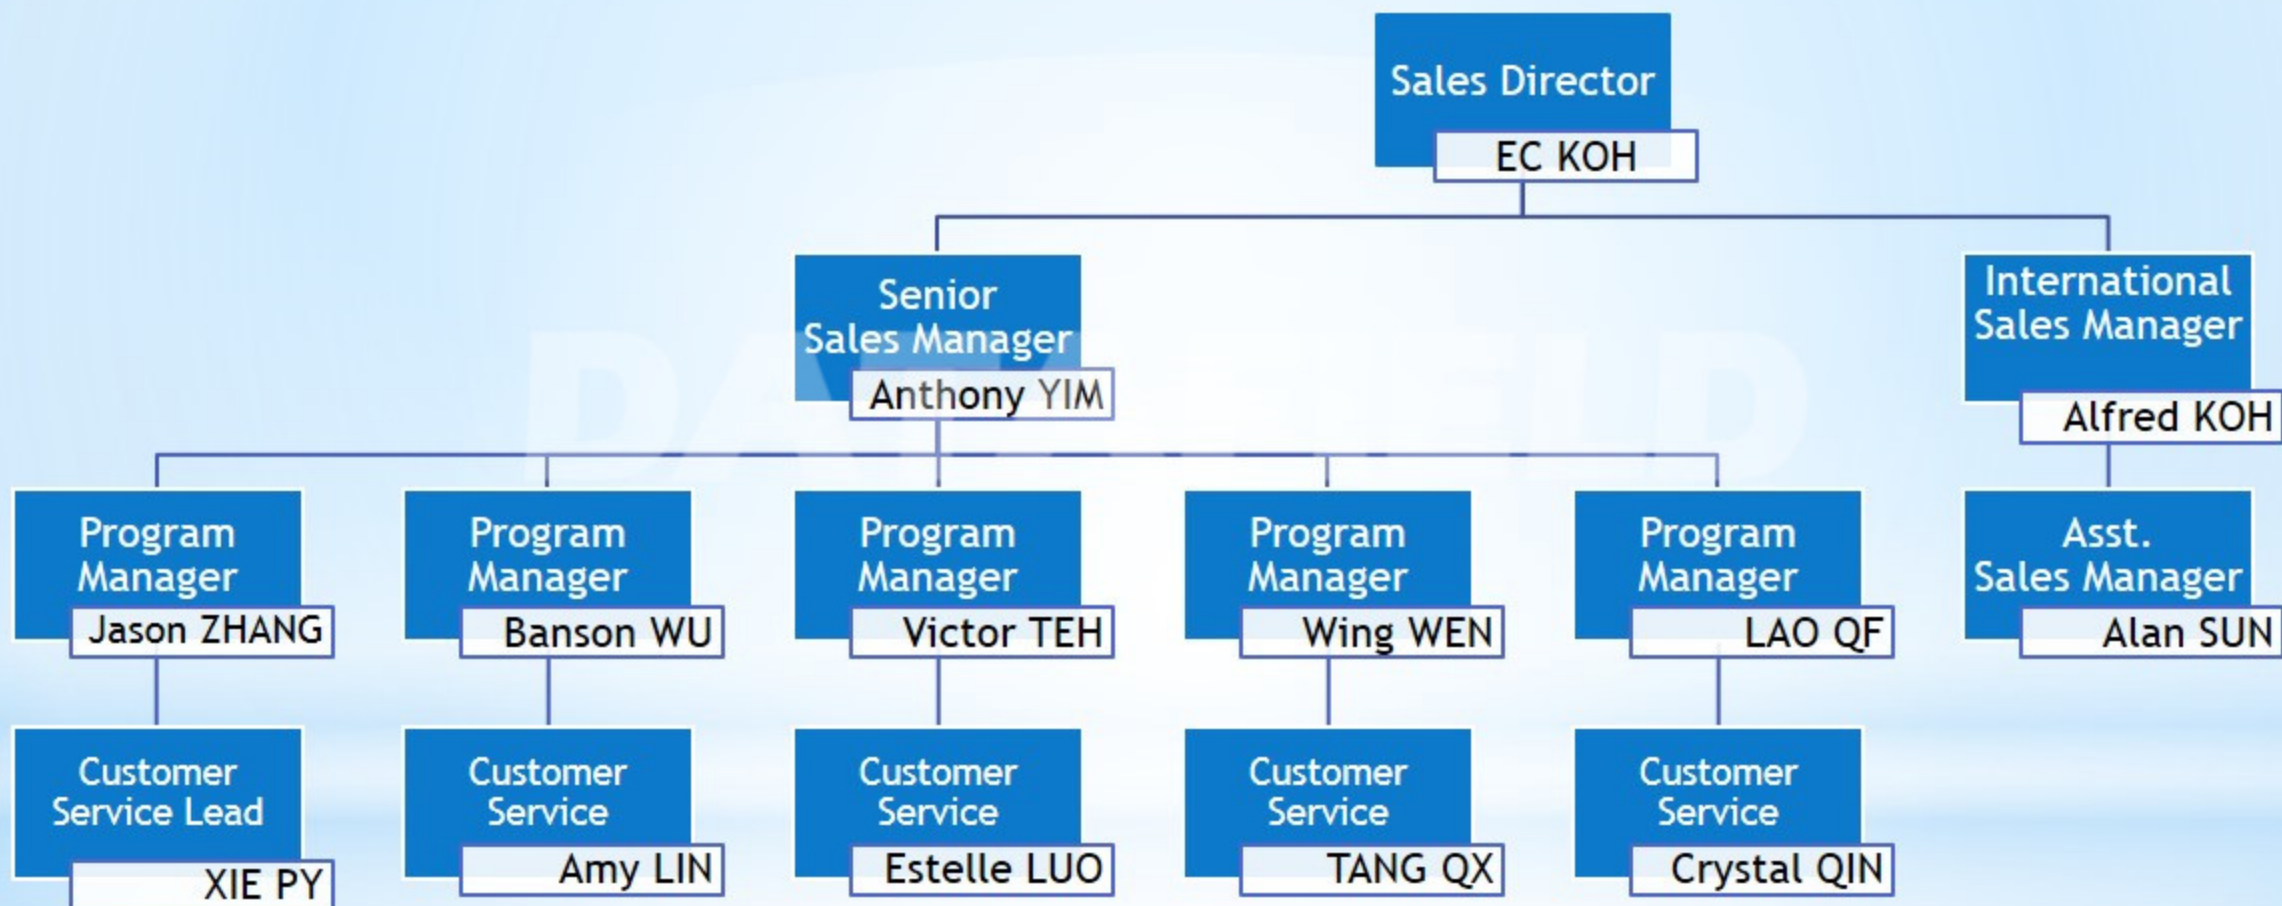 Sales Director
EC KOH
Senior
Sales Manager
Anthony YIM
International
Sales Manager
Alfred KOH
Program
Manager
Jason ZHANG
Program
Manager
Banson WU
Program
Manager
Victor TEH
Program
Manager
Wing WEN
Program
Manager
LAO QF
Asst.
Sales Manager
Alan SUN
Customer
Service Lead
XIE PY
Customer
Service
Amy LIN
Customer
Service
Estelle LUO
Customer
Service
TANG QX
Customer
Service
Crystal QIN